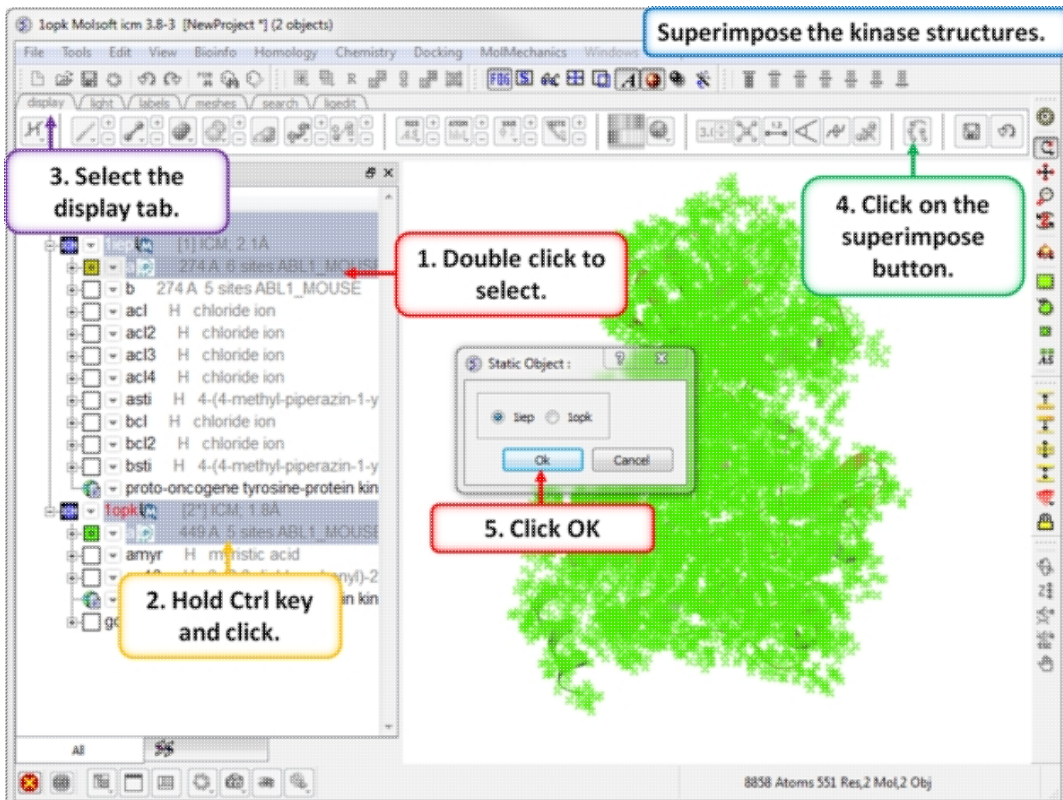 1opk Molsoft icm 3.8-3 [NewProject *] (2 objects)
Superimpose the kinase structures.
File Tools Edit View Bioinfo Homology Chemistry Docking MolMechanics Windows
FOG
display light labels meshes search ligedit
3. Select the
display tab.
4. Click on the
superimpose
button.
1iep [1] ICM, 2.1A
274 A 6 sites ABL1_MOUSE
1. Double click to
select.
b 274 A 5 sites ABL1_MOUSE
acl H chloride ion
acl2 H chloride ion
acl3 H chloride ion
acl4 H chloride ion
asti H 4-(4-methyl-piperazin-1-y
bcl H chloride ion
bcl2 H chloride ion
bsti H 4-(4-methyl-piperazin-1-y
proto-oncogene tyrosine-protein kin
1opk [2*] ICM, 1.8A
449 A 5 sites ABL1_MOUSE
amyr H myristic acid
2. Hold Ctrl key
and click.
Static Object :
1iep 1opk
Ok Cancel
5. Click OK
All
8858 Atoms 551 Res,2 Mol,2 Obj